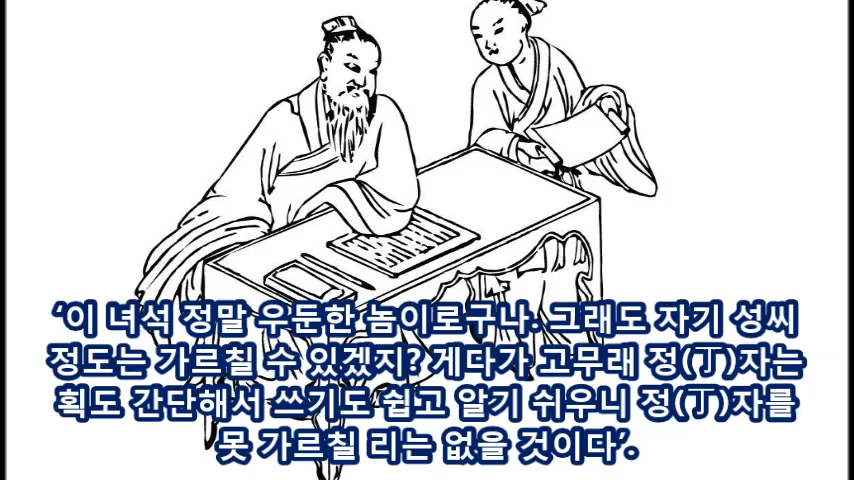 ‘이 녀석 정말 우둔한 놈이로구나. 그래도 자기 성씨
정도는 가르칠 수 있겠지? 게다가 고무래 정(丁)자는
획도 간단해서 쓰기도 쉽고 알기 쉬우니 정(丁)자를
못 가르칠 리는 없을 것이다’.